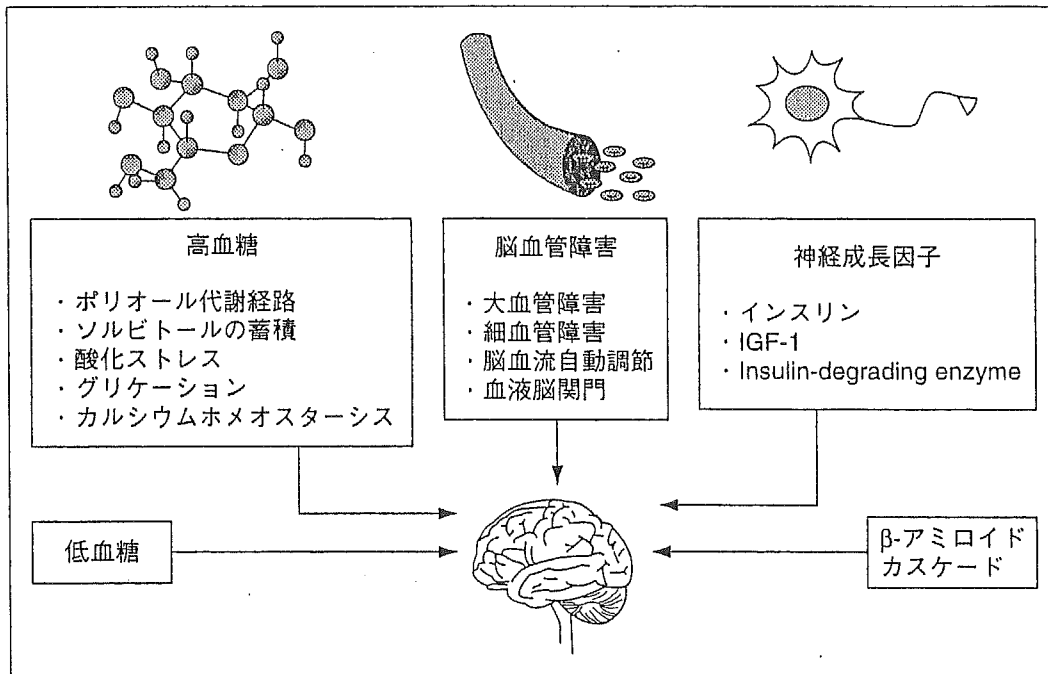 高血糖
・ポリオール代謝経路
・ソルビトールの蓄積
・酸化ストレス
・グリケーション
・カルシウムホメオスターシス
脳血管障害
・大血管障害
・細血管障害
・脳血流自動調節
・血液脳関門
神経成長因子
・インスリン
・IGF-1
・Insulin-degrading enzyme
低血糖
β-アミロイド
カスケード